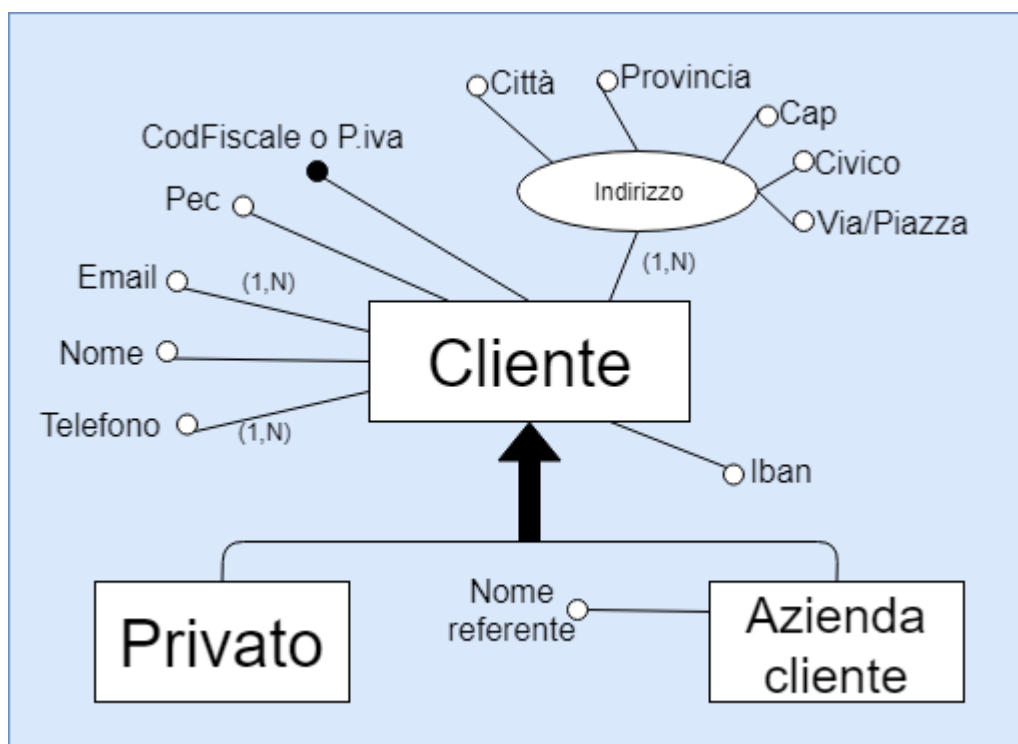 Città
Provincia
Cap
CodFiscale o P.iva
Civico
Indirizzo
Pec
Via/Piazza
(1,N)
Email
(1,N)
Nome
Cliente
Telefono
(1,N)
Iban
Nome
referente
Privato
Azienda
cliente